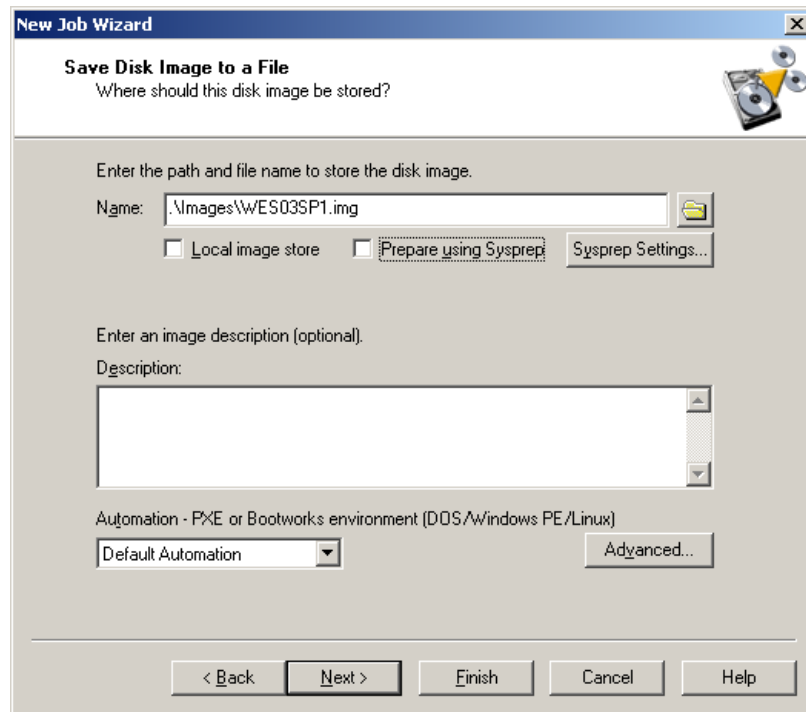 New Job Wizard
Save Disk Image to a File
Where should this disk image be stored?
Enter the path and file name to store the disk image.
Name: .\Images\WES03SP1.img
Local image store Prepare using Sysprep Sysprep Settings...
Enter an image description (optional).
Description:
Automation - PXE or Bootworks environment (DOS/Windows PE/Linux)
Default Automation Advanced...
< Back Next > Finish Cancel Help